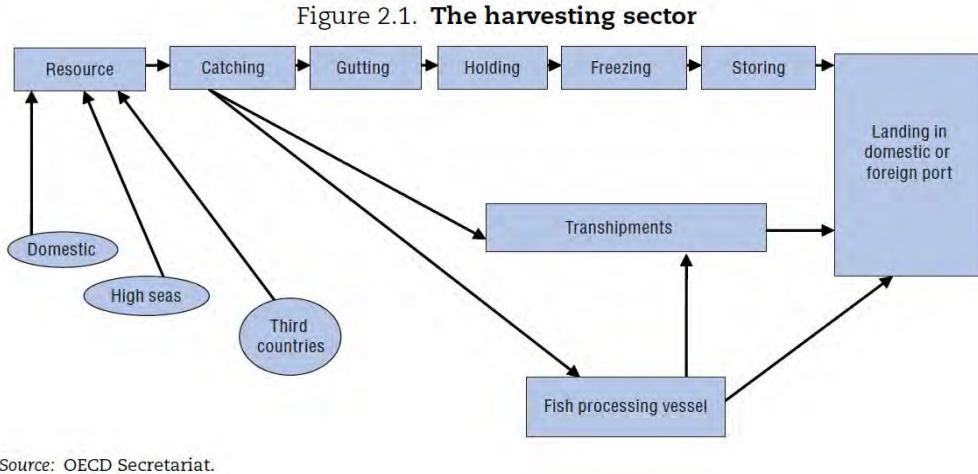 Figure 2.1. The harvesting sector
Resource
Catching
Gutting
Holding
Freezing
Storing
Landing in
domestic or
foreign port
Transhipments
Domestic
High seas
Third
countries
Fish processing vessel
Source: OECD Secretariat.